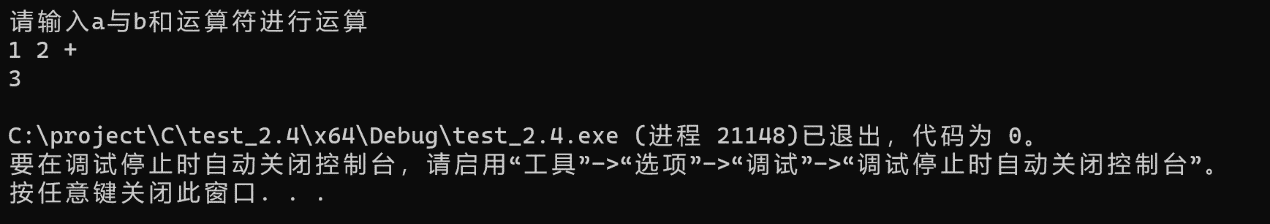 请输入a与b和运算符进行运算
1 2 +
3
C:\project\C\test_2.4\x64\Debug\test_2.4.exe (进程 21148)已退出，代码为 0。
要在调试停止时自动关闭控制台，请启用“工具”->“选项”->“调试”->“调试停止时自动关闭控制台”。
按任意键关闭此窗口. . .